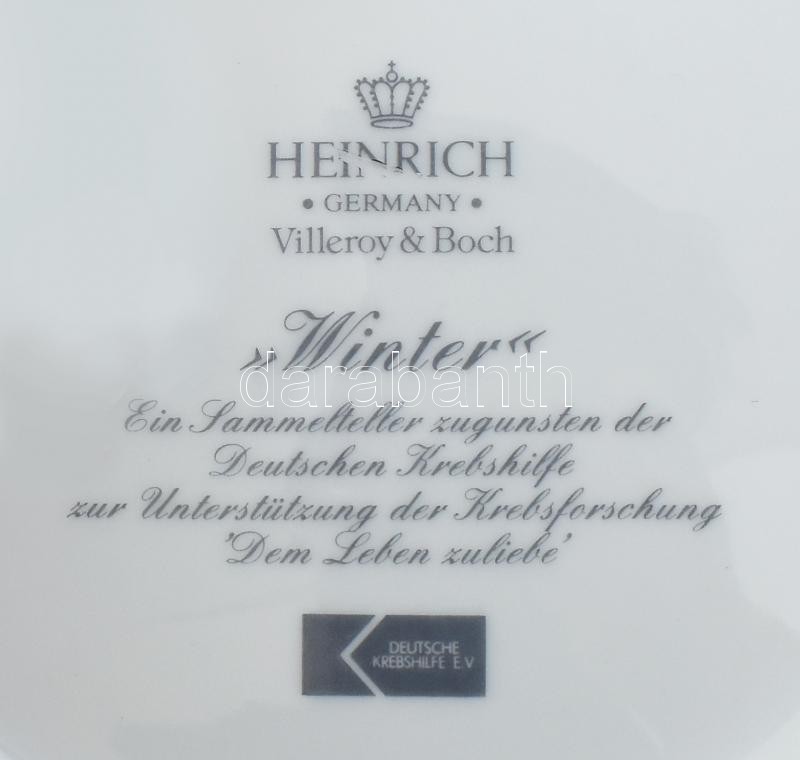 HEINRICH
• GERMANY •
Villeroy & Boch
»Winter«
darabanth
Ein Sammelteller zugunsten der
Deutschen Krebshilfe
zur Unterstützung der Krebsforschung
'Dem Leben zuliebe'
DEUTSCHE
KREBSHILFE E.V